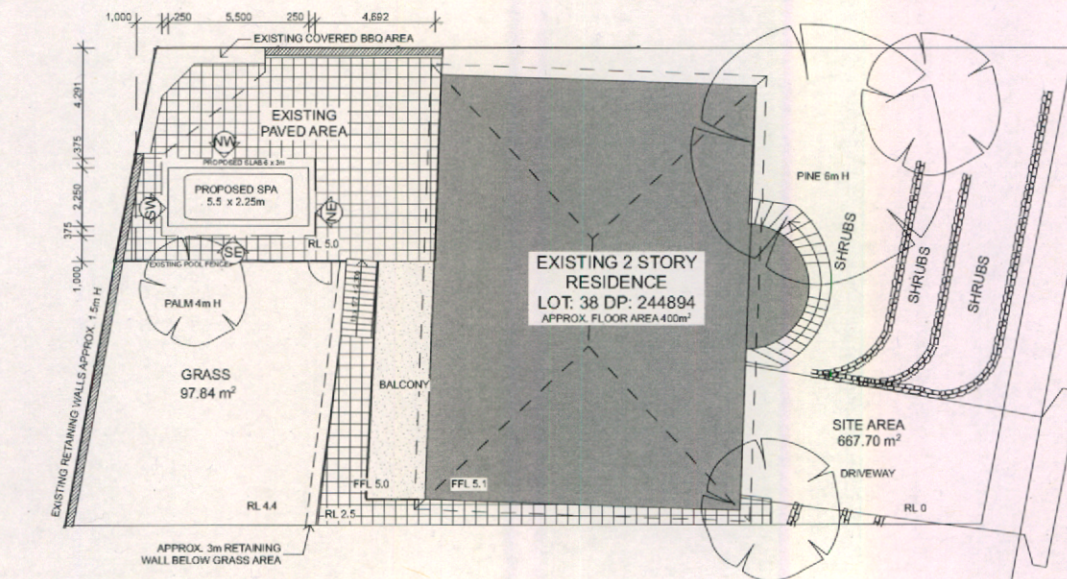 1,000
250
5,500
250
4,692
EXISTING COVERED BBQ AREA
4,291
375
2,250
375
1,000
EXISTING
PAVED AREA
NW
PROPOSED SLAB 6 x 3m
PROPOSED SPA
5.5 x 2.25m
SW
NE
SE
RL 5.0
EXISTING POOL FENCE
PALM 4m H
EXISTING RETAINING WALLS APPROX. 1.5m H
GRASS
97.84 m²
BALCONY
EXISTING 2 STORY
RESIDENCE
LOT: 38 DP: 244894
APPROX. FLOOR AREA 400m²
PINE 6m H
SHRUBS
SHRUBS
SHRUBS
SITE AREA
667.70 m²
DRIVEWAY
RL 0
FFL 5.0
FFL 5.1
RL 4.4
RL 2.5
APPROX. 3m RETAINING
WALL BELOW GRASS AREA